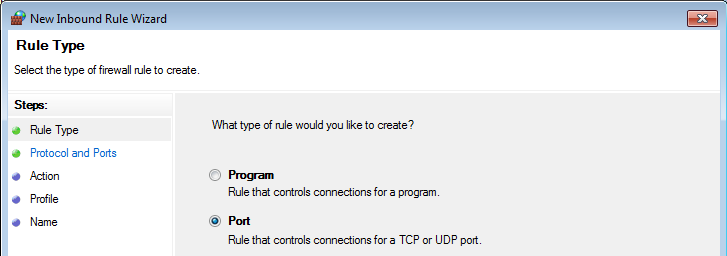 New Inbound Rule Wizard
Rule Type
Select the type of firewall rule to create.
Steps:
Rule Type
Protocol and Ports
Action
Profile
Name
What type of rule would you like to create?
Program
Rule that controls connections for a program.
Port
Rule that controls connections for a TCP or UDP port.